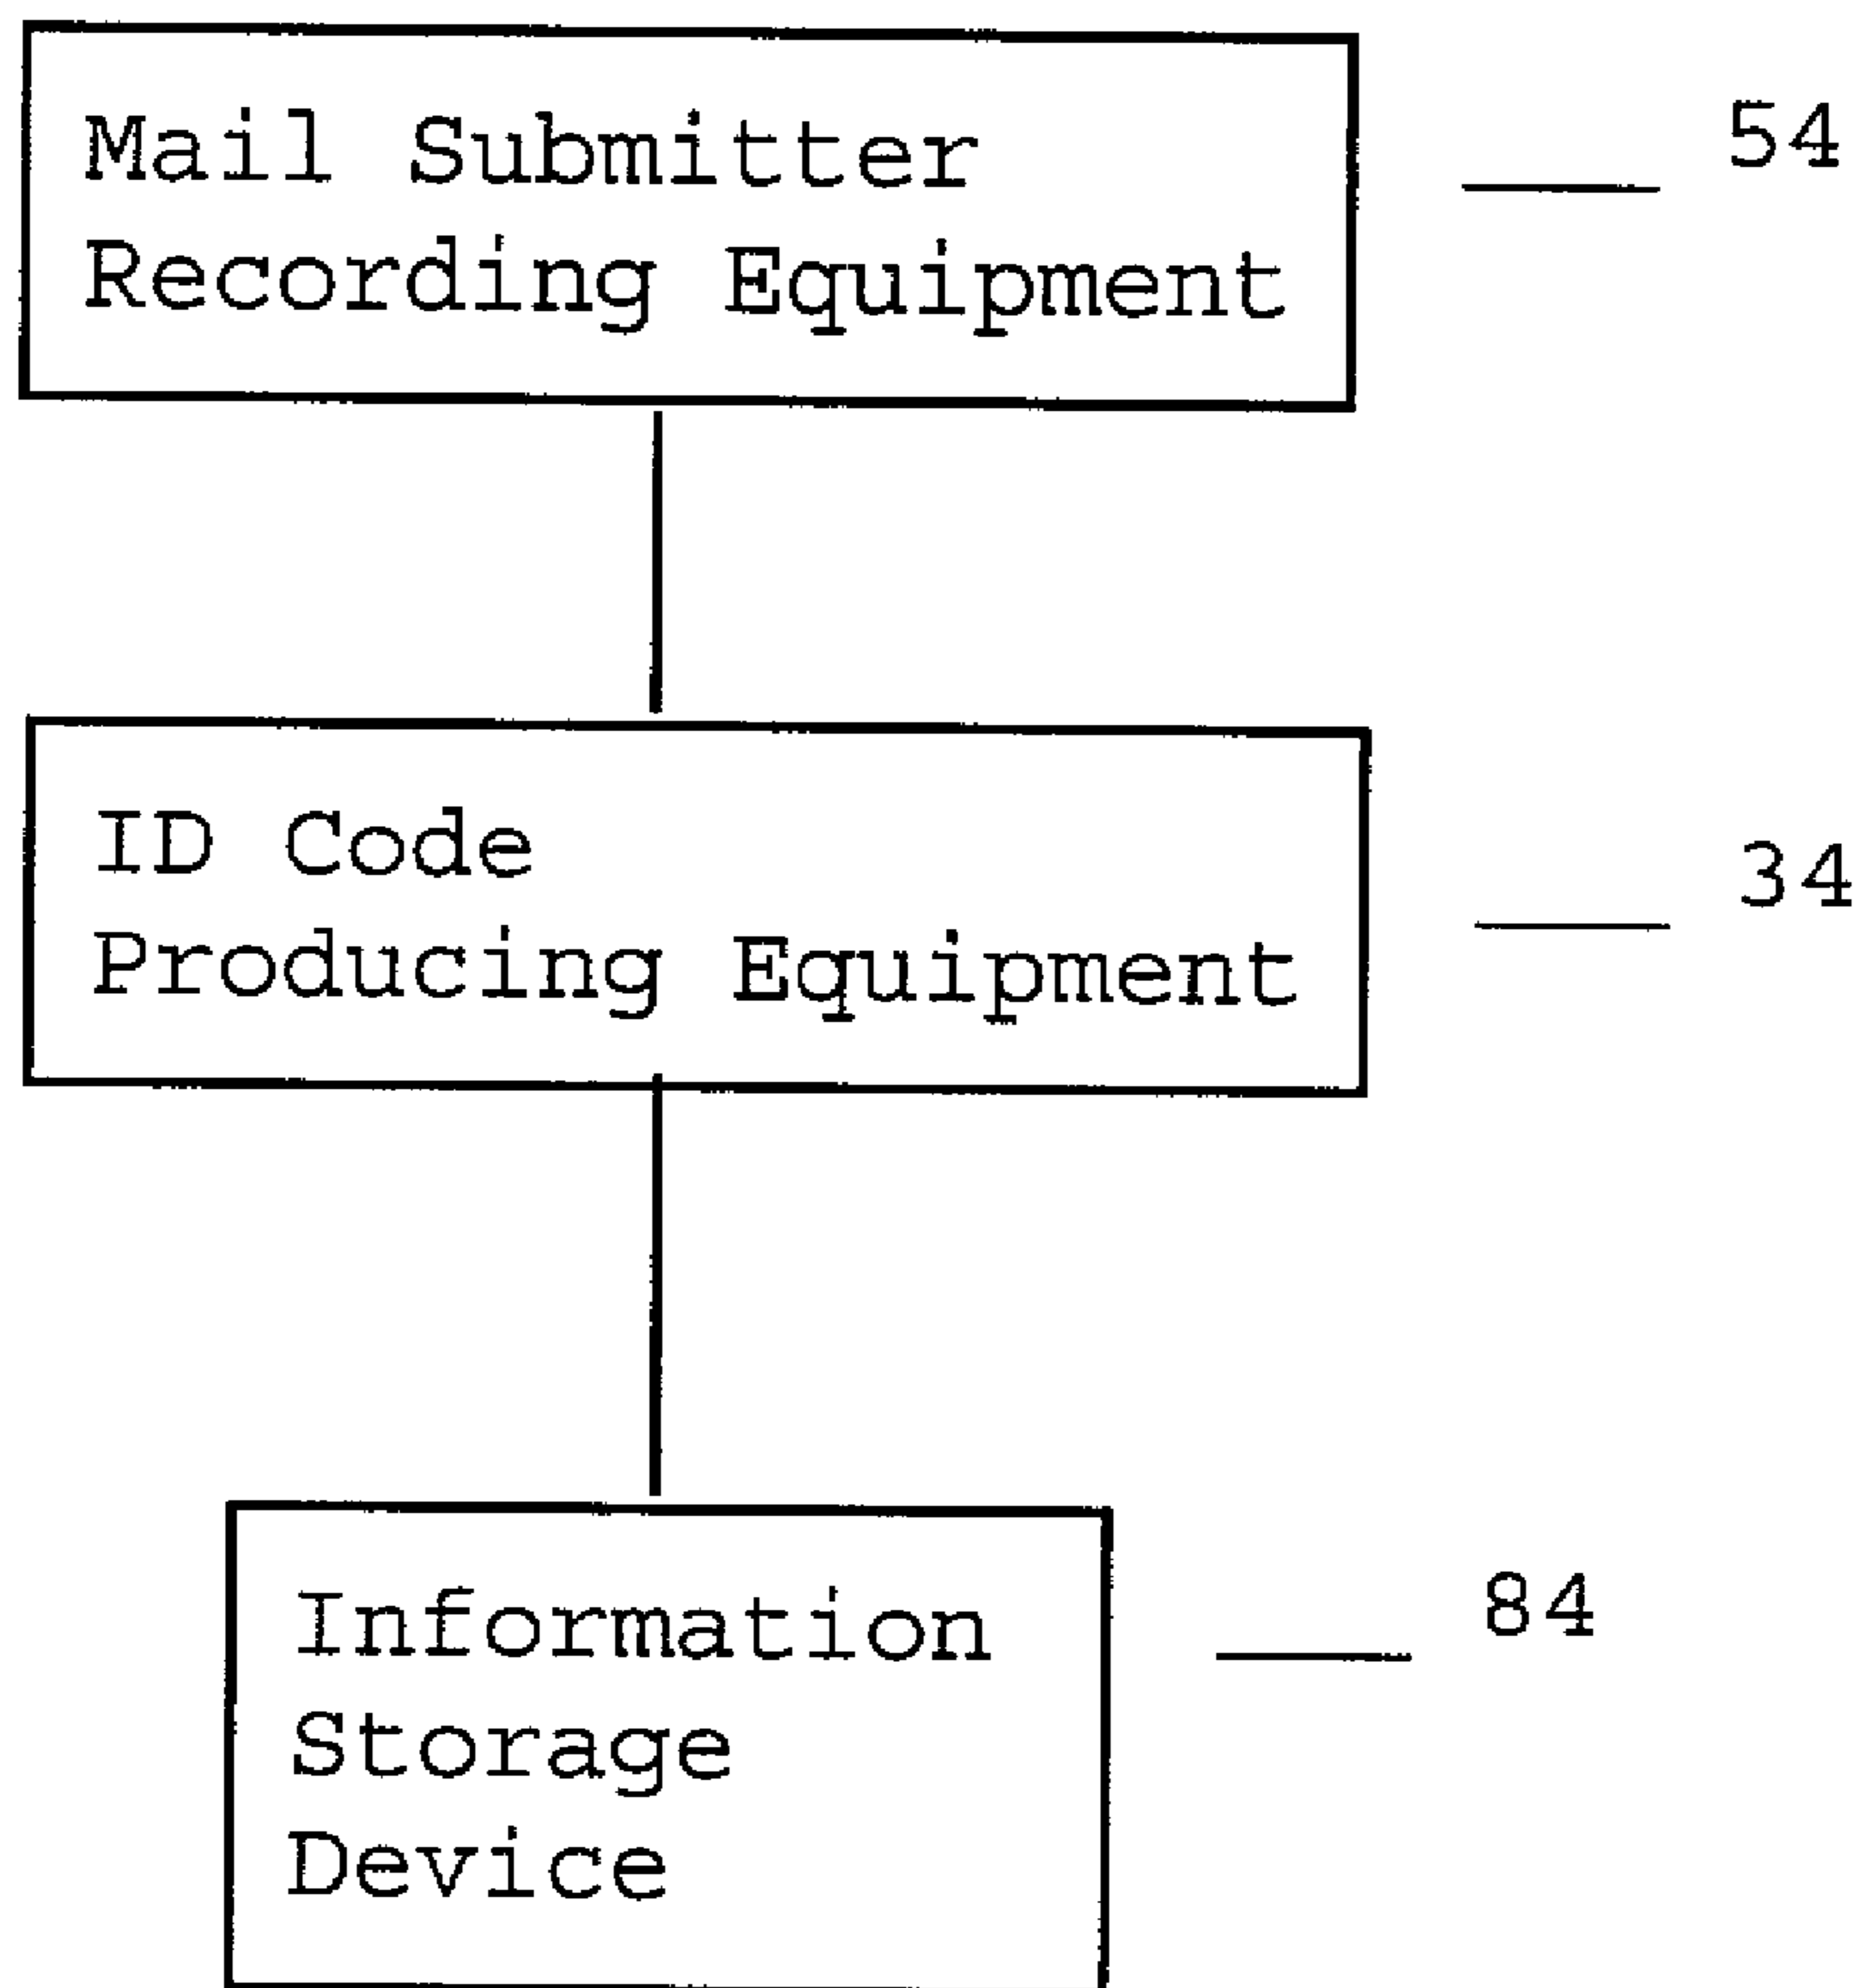 Mail Submitter
Recording Equipment
54
ID Code
Producing Equipment
34
Information
Storage
Device
84